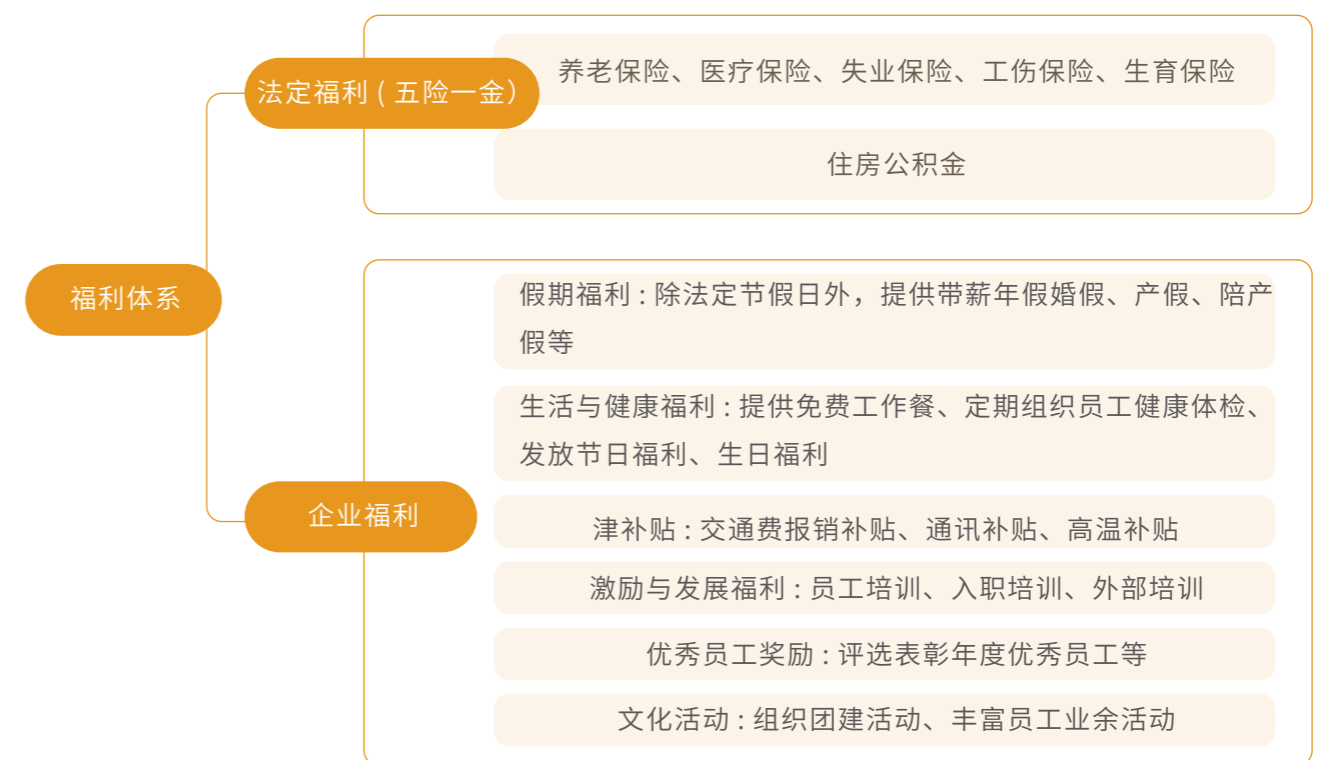 福利体系
法定福利 ( 五险一金）
养老保险、医疗保险、失业保险、工伤保险、生育保险
住房公积金
企业福利
假期福利 : 除法定节假日外，提供带薪年假婚假、产假、陪产
假等
生活与健康福利 : 提供免费工作餐、定期组织员工健康体检、
发放节日福利、生日福利
津补贴 : 交通费报销补贴、通讯补贴、高温补贴
激励与发展福利 : 员工培训、入职培训、外部培训
优秀员工奖励 : 评选表彰年度优秀员工等
文化活动 : 组织团建活动、丰富员工业余活动